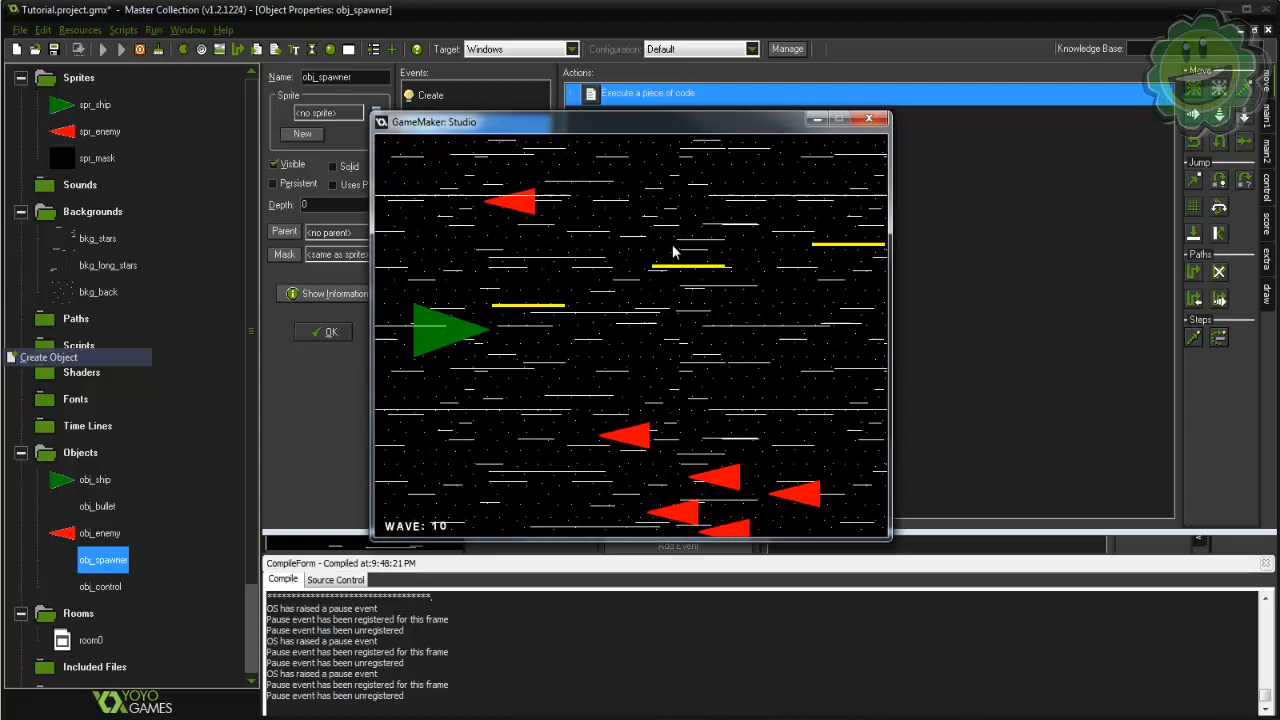 Tutorial.gmx* - Master Collection (v1.2.1224) - [Object Properties: obj_spawner]
File Edit Resources Scripts Run Window Help
Target: Windows Configuration: Default Manage Knowledge Base:
Sprites
spr_ship
spr_enemy
spr_mask
Sounds
Backgrounds
bkg_stars
bkg_long_stars
bkg_back
Paths
Scripts
Create Object
Shaders
Fonts
Time Lines
Objects
obj_ship
obj_bullet
obj_enemy
obj_spawner
obj_control
Rooms
room0
Included Files
YOYO
GAMES
Name: obj_spawner
Sprite
<no sprite>
New
Visible Solid
Persistent Uses P
Depth: 0
Parent <no parent>
Mask <same as sprite>
Show Information
OK
Events:
Create
Add Event
Actions:
Execute a piece of code
GameMaker: Studio
WAVE: 10
Move
Jump
Paths
Steps
move
main1
main2
control
score
extra
draw
CompileForm - Compiled at:9:48:21 PM
Compile Source Control
*********************************.
OS has raised a pause event
Pause event has been registered for this frame
Pause event has been unregistered
OS has raised a pause event
Pause event has been registered for this frame
Pause event has been unregistered
OS has raised a pause event
Pause event has been registered for this frame
Pause event has been unregistered